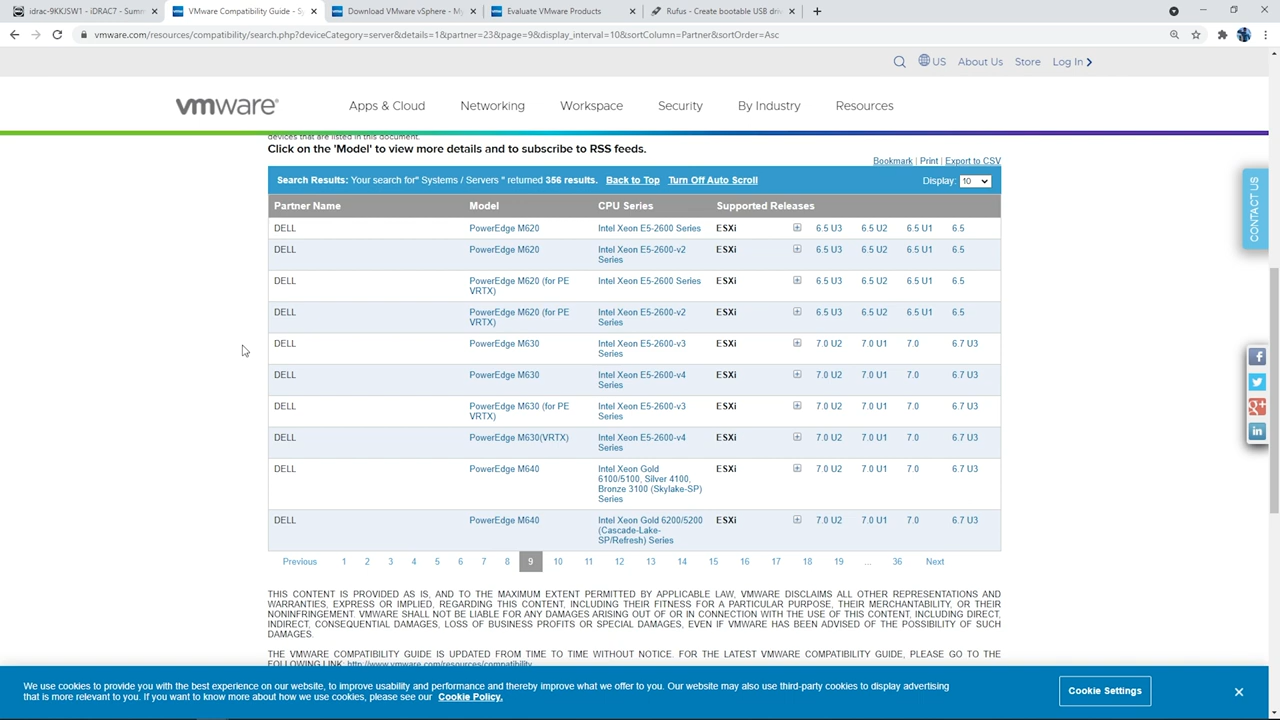 idrac-9KKJSW1 - iDRAC7 - Summ
VMware Compatibility Guide - Sy
Download VMware vSphere - My
Evaluate VMware Products
Rufus - Create bootable USB driv
vmware.com/resources/compatibility/search.php?deviceCategory=server&details=1&partner=23&page=9&display_interval=10&sortColumn=Partner&sortOrder=Asc
US About Us Store Log In
vmware®
Apps & Cloud Networking Workspace Security By Industry Resources
devices that are listed in this document.
Click on the 'Model' to view more details and to subscribe to RSS feeds.
Bookmark | Print | Export to CSV
Search Results: Your search for" Systems / Servers " returned 356 results. Back to Top Turn Off Auto Scroll Display: 10
Partner Name Model CPU Series Supported Releases
DELL PowerEdge M620 Intel Xeon E5-2600 Series ESXi 6.5 U3 6.5 U2 6.5 U1 6.5
DELL PowerEdge M620 Intel Xeon E5-2600-v2 ESXi 6.5 U3 6.5 U2 6.5 U1 6.5
Series
DELL PowerEdge M620 (for PE Intel Xeon E5-2600 Series ESXi 6.5 U3 6.5 U2 6.5 U1 6.5
VRTX)
DELL PowerEdge M620 (for PE Intel Xeon E5-2600-v2 ESXi 6.5 U3 6.5 U2 6.5 U1 6.5
VRTX) Series
DELL PowerEdge M630 Intel Xeon E5-2600-v3 ESXi 7.0 U2 7.0 U1 7.0 6.7 U3
Series
DELL PowerEdge M630 Intel Xeon E5-2600-v4 ESXi 7.0 U2 7.0 U1 7.0 6.7 U3
Series
DELL PowerEdge M630 (for PE Intel Xeon E5-2600-v3 ESXi 7.0 U2 7.0 U1 7.0 6.7 U3
VRTX) Series
DELL PowerEdge M630(VRTX) Intel Xeon E5-2600-v4 ESXi 7.0 U2 7.0 U1 7.0 6.7 U3
Series
DELL PowerEdge M640 Intel Xeon Gold ESXi 7.0 U2 7.0 U1 7.0 6.7 U3
6100/5100, Silver 4100,
Bronze 3100 (Skylake-SP)
Series
DELL PowerEdge M640 Intel Xeon Gold 6200/5200 ESXi 7.0 U2 7.0 U1 7.0 6.7 U3
(Cascade-Lake-
SP/Refresh) Series
Previous 1 2 3 4 5 6 7 8 9 10 11 12 13 14 15 16 17 18 19 ... 36 Next
THIS CONTENT IS PROVIDED AS IS, AND TO THE MAXIMUM EXTENT PERMITTED BY APPLICABLE LAW, VMWARE DISCLAIMS ALL OTHER REPRESENTATIONS AND
WARRANTIES, EXPRESS OR IMPLIED, REGARDING THIS CONTENT, INCLUDING THEIR FITNESS FOR A PARTICULAR PURPOSE, THEIR MERCHANTABILITY, OR THEIR
NONINFRINGEMENT. VMWARE SHALL NOT BE LIABLE FOR ANY DAMAGES ARISING OUT OF OR IN CONNECTION WITH THE USE OF THIS CONTENT, INCLUDING DIRECT,
INDIRECT, CONSEQUENTIAL DAMAGES, LOSS OF BUSINESS PROFITS OR SPECIAL DAMAGES, EVEN IF VMWARE HAS BEEN ADVISED OF THE POSSIBILITY OF SUCH
DAMAGES.
THE VMWARE COMPATIBILITY GUIDE IS UPDATED FROM TIME TO TIME WITHOUT NOTICE. FOR THE LATEST VMWARE COMPATIBILITY GUIDE, PLEASE GO TO THE
FOLLOWING LINK: http://www.vmware.com/resources/compatibility
CONTACT US
We use cookies to provide you with the best experience on our website, to improve usability and performance and thereby improve what we offer to you. Our website may also use third-party cookies to display advertising
that is more relevant to you. If you want to know more about how we use cookies, please see our Cookie Policy.
Cookie Settings